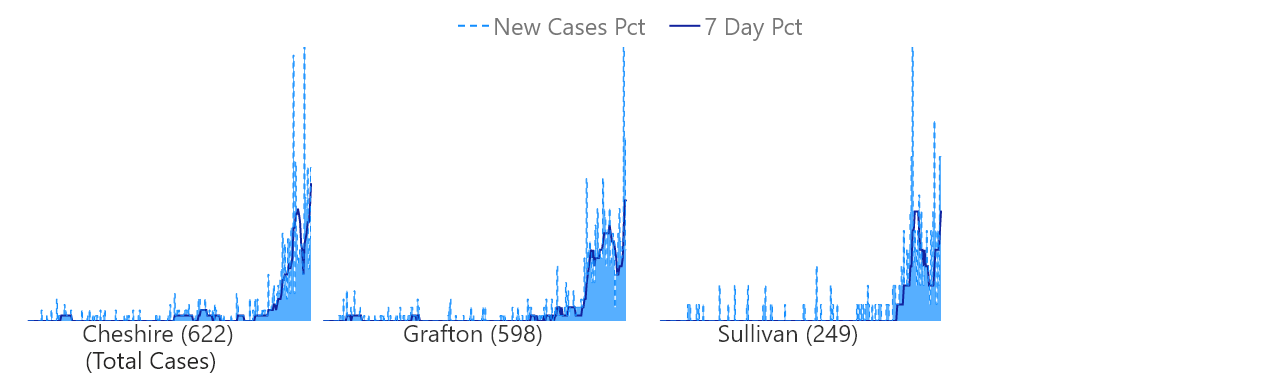 New Cases Pct 7 Day Pct
Cheshire (622) Grafton (598) Sullivan (249)
(Total Cases)